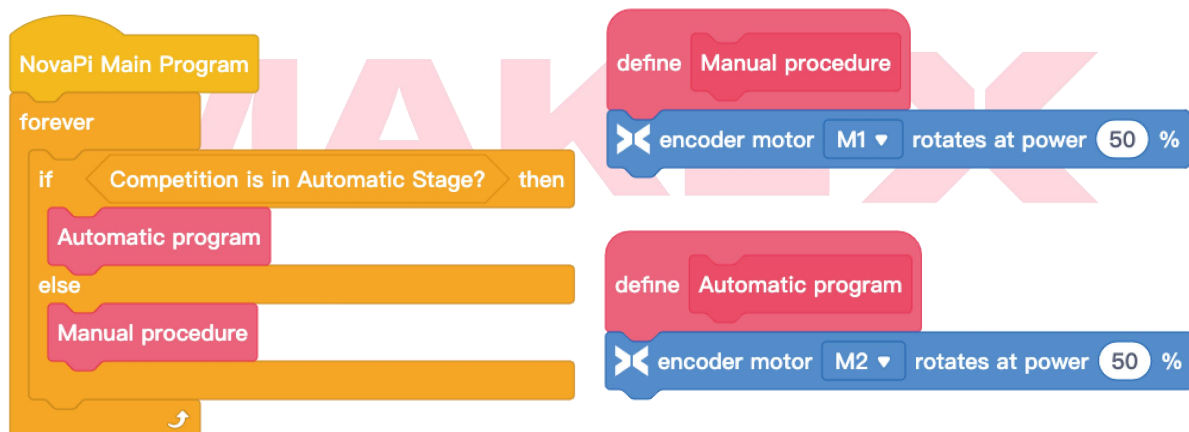 NovaPi Main Program
forever
if Competition is in Automatic Stage? then
Automatic program
else
Manual procedure
define Manual procedure
encoder motor M1 ▾ rotates at power 50 %
define Automatic program
encoder motor M2 ▾ rotates at power 50 %
MAKEX